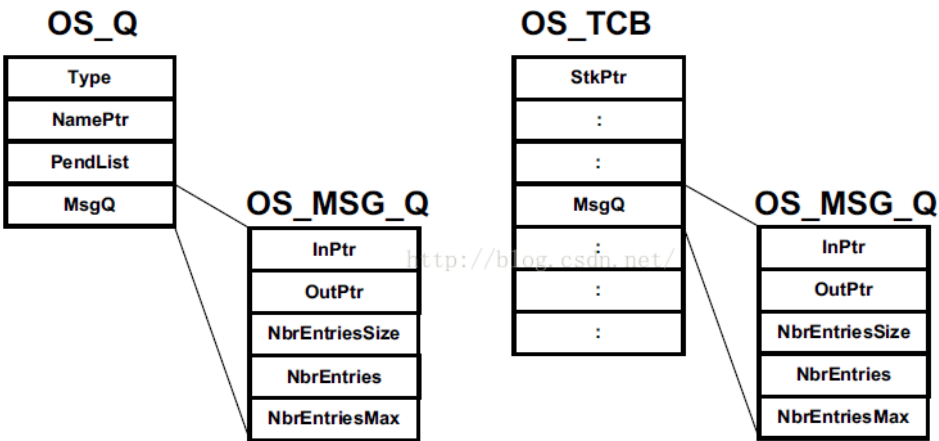 OS_Q
Type
NamePtr
PendList
MsgQ
OS_MSG_Q
InPtr
OutPtr
NbrEntriesSize
NbrEntries
NbrEntriesMax
OS_TCB
StkPtr
:
:
MsgQ
:
:
:
OS_MSG_Q
InPtr
OutPtr
NbrEntriesSize
NbrEntries
NbrEntriesMax
http://blog.csdn.net/